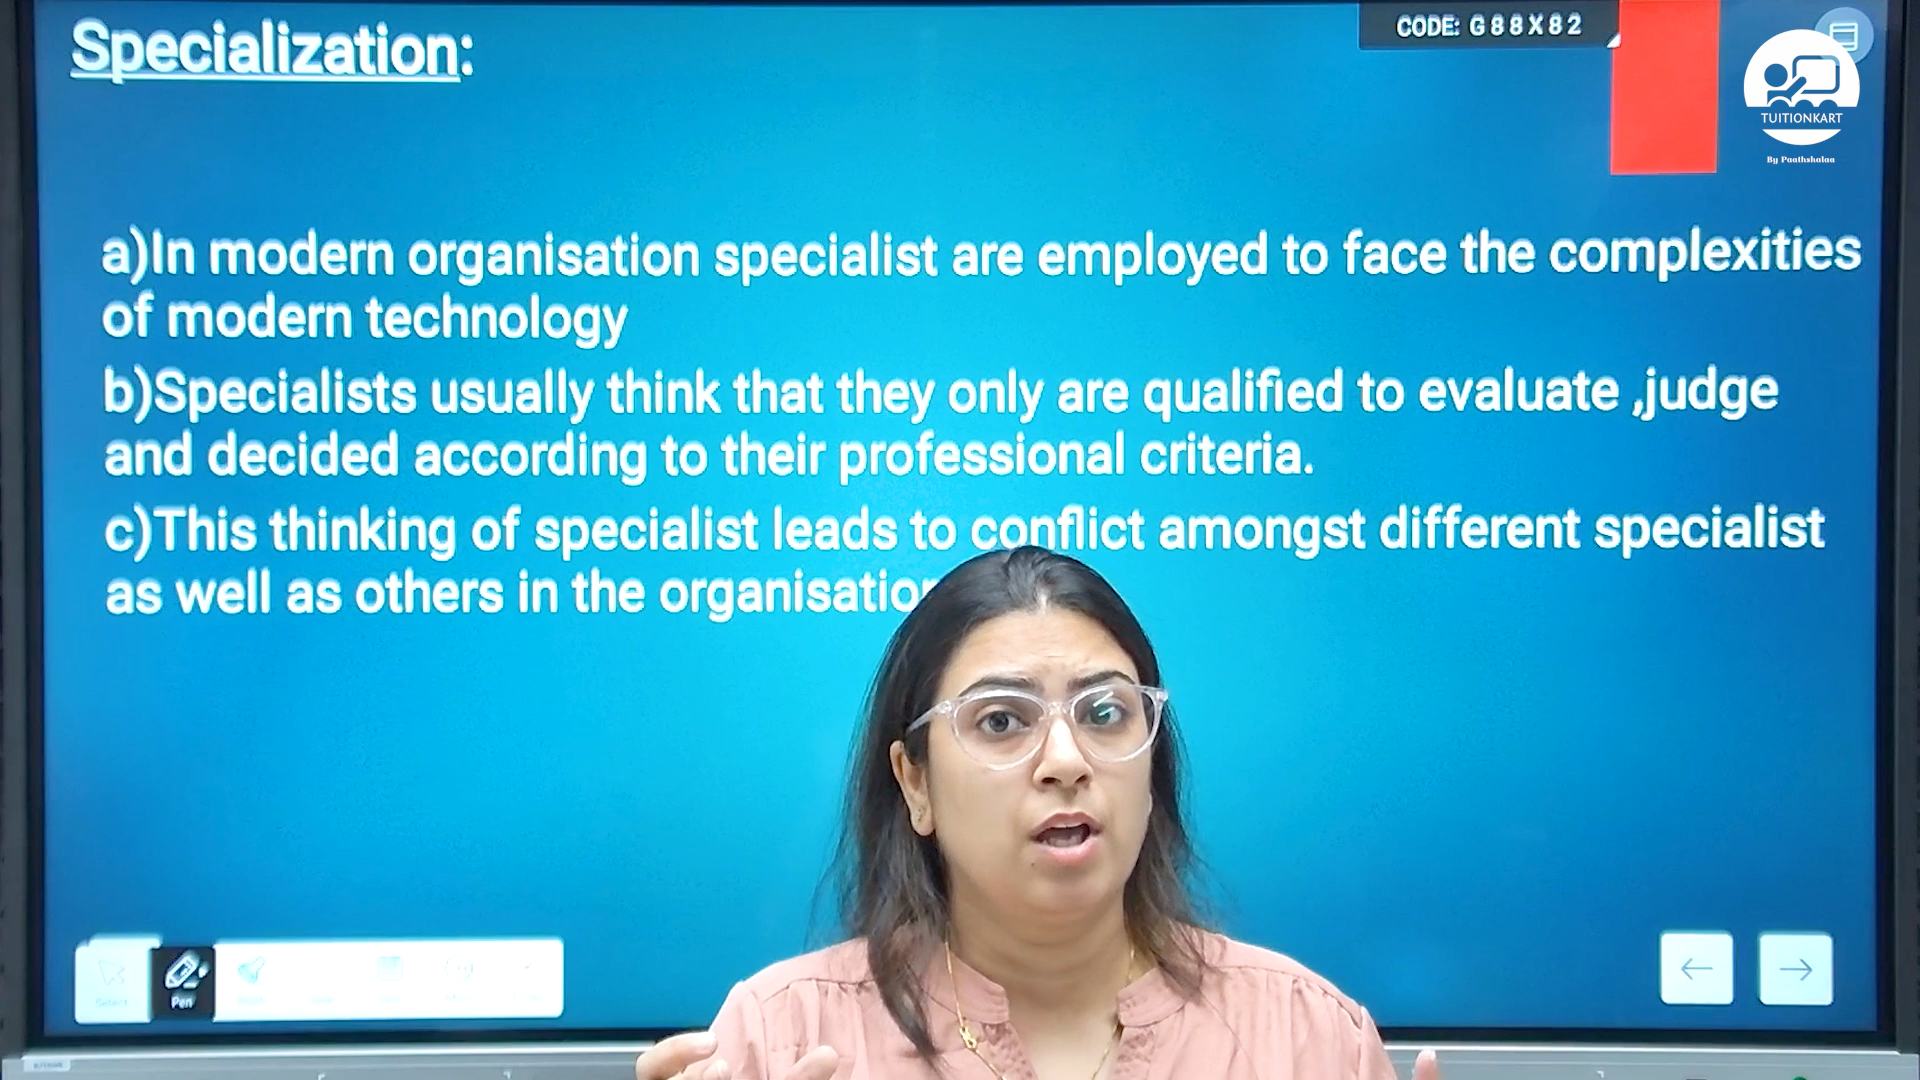 Specialization:
CODE: G88X82
TUITIONKART
By Paathshalaa
a)In modern organisation specialist are employed to face the complexities
of modern technology
b)Specialists usually think that they only are qualified to evaluate ,judge
and decided according to their professional criteria.
c)This thinking of specialist leads to conflict amongst different specialist
as well as others in the organisation
Select
Pen